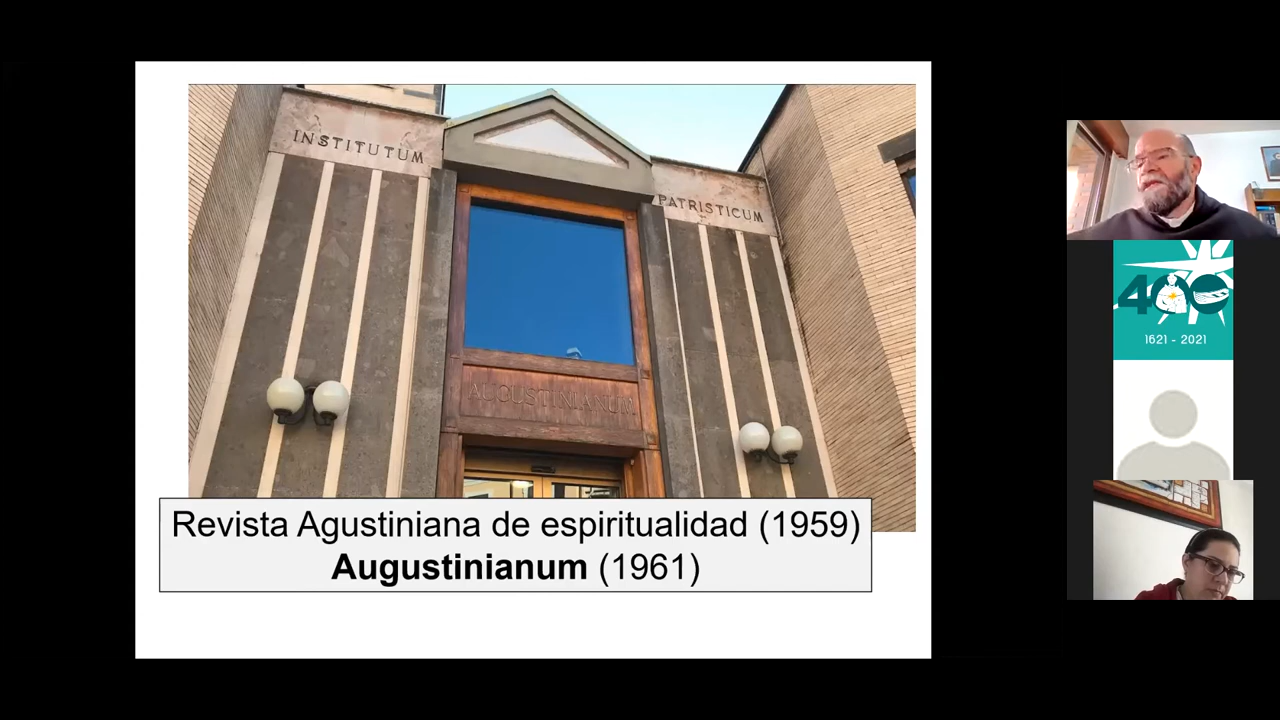 INSTITUTUM
PATRISTICUM
AUGUSTINIANUM
Revista Agustiniana de espiritualidad (1959)
Augustinianum (1961)
400
1621 - 2021